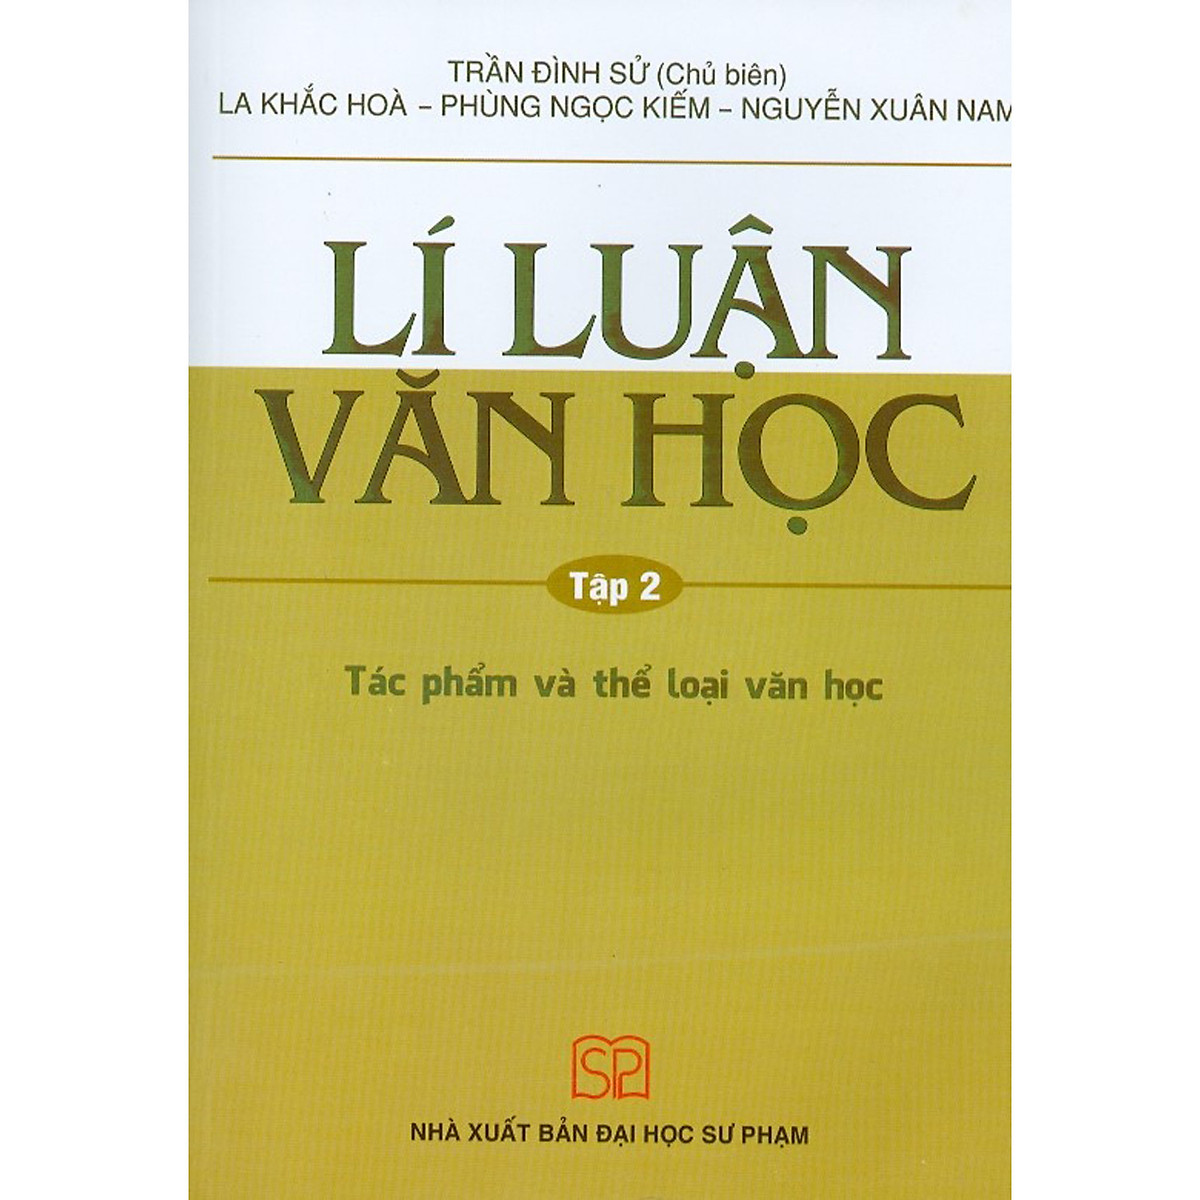 TRẦN ĐÌNH SỬ (Chủ biên)
LA KHẮC HOÀ – PHÙNG NGỌC KIẾM – NGUYỄN XUÂN NAM
LÍ LUẬN
VĂN HỌC
Tập 2
Tác phẩm và thể loại văn học
SP
NHÀ XUẤT BẢN ĐẠI HỌC SƯ PHẠM